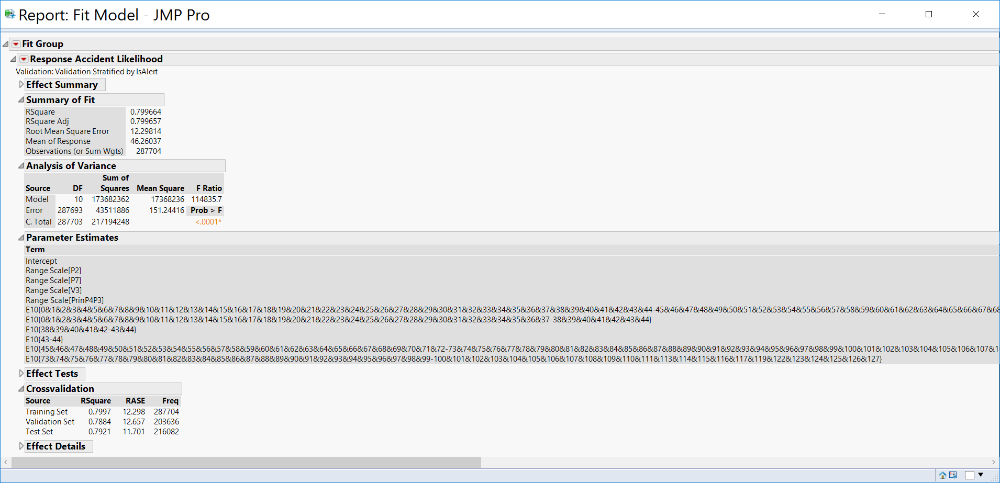 Report: Fit Model - JMP Pro
Fit Group
Response Accident Likelihood
Validation: Validation Stratified by IsAlert
Effect Summary
Summary of Fit
RSquare 0.799664
RSquare Adj 0.799657
Root Mean Square Error 12.29814
Mean of Response 46.26037
Observations (or Sum Wgts) 287704
Analysis of Variance
Sum of
Source DF Squares Mean Square F Ratio
Model 10 173682362 17368236 114835.7
Error 287693 43511886 151.24416 Prob > F
C. Total 287703 217194248 <.0001*
Parameter Estimates
Term
Intercept
Range Scale[P2]
Range Scale[P7]
Range Scale[V3]
Range Scale[PrinP4P3]
E10{0&1&2&3&4&5&6&7&8&9&10&11&12&13&14&15&16&17&18&19&20&21&22&23&24&25&26&27&28&29&30&31&32&33&34&35&36&37&38&39&40&41&42&43&44-45&46&47&48&49&50&51&52&53&54&55&56&57&58&59&60&61&62&63&64&65&66&67&68
E10{0&1&2&3&4&5&6&7&8&9&10&11&12&13&14&15&16&17&18&19&20&21&22&23&24&25&26&27&28&29&30&31&32&33&34&35&36&37-38&39&40&41&42&43&44}
E10{38&39&40&41&42-43&44}
E10{43-44}
E10{45&46&47&48&49&50&51&52&53&54&55&56&57&58&59&60&61&62&63&64&65&66&67&68&69&70&71&72-73&74&75&76&77&78&79&80&81&82&83&84&85&86&87&88&89&90&91&92&93&94&95&96&97&98&99&100&101&102&103&104&105&106&107&
E10{73&74&75&76&77&78&79&80&81&82&83&84&85&86&87&88&89&90&91&92&93&94&95&96&97&98&99-100&101&102&103&104&105&106&107&108&109&110&111&113&114&115&116&117&119&122&123&124&125&126&127}
Effect Tests
Crossvalidation
Source RSquare RASE Freq
Training Set 0.7997 12.298 287704
Validation Set 0.7884 12.657 203636
Test Set 0.7921 11.701 216082
Effect Details